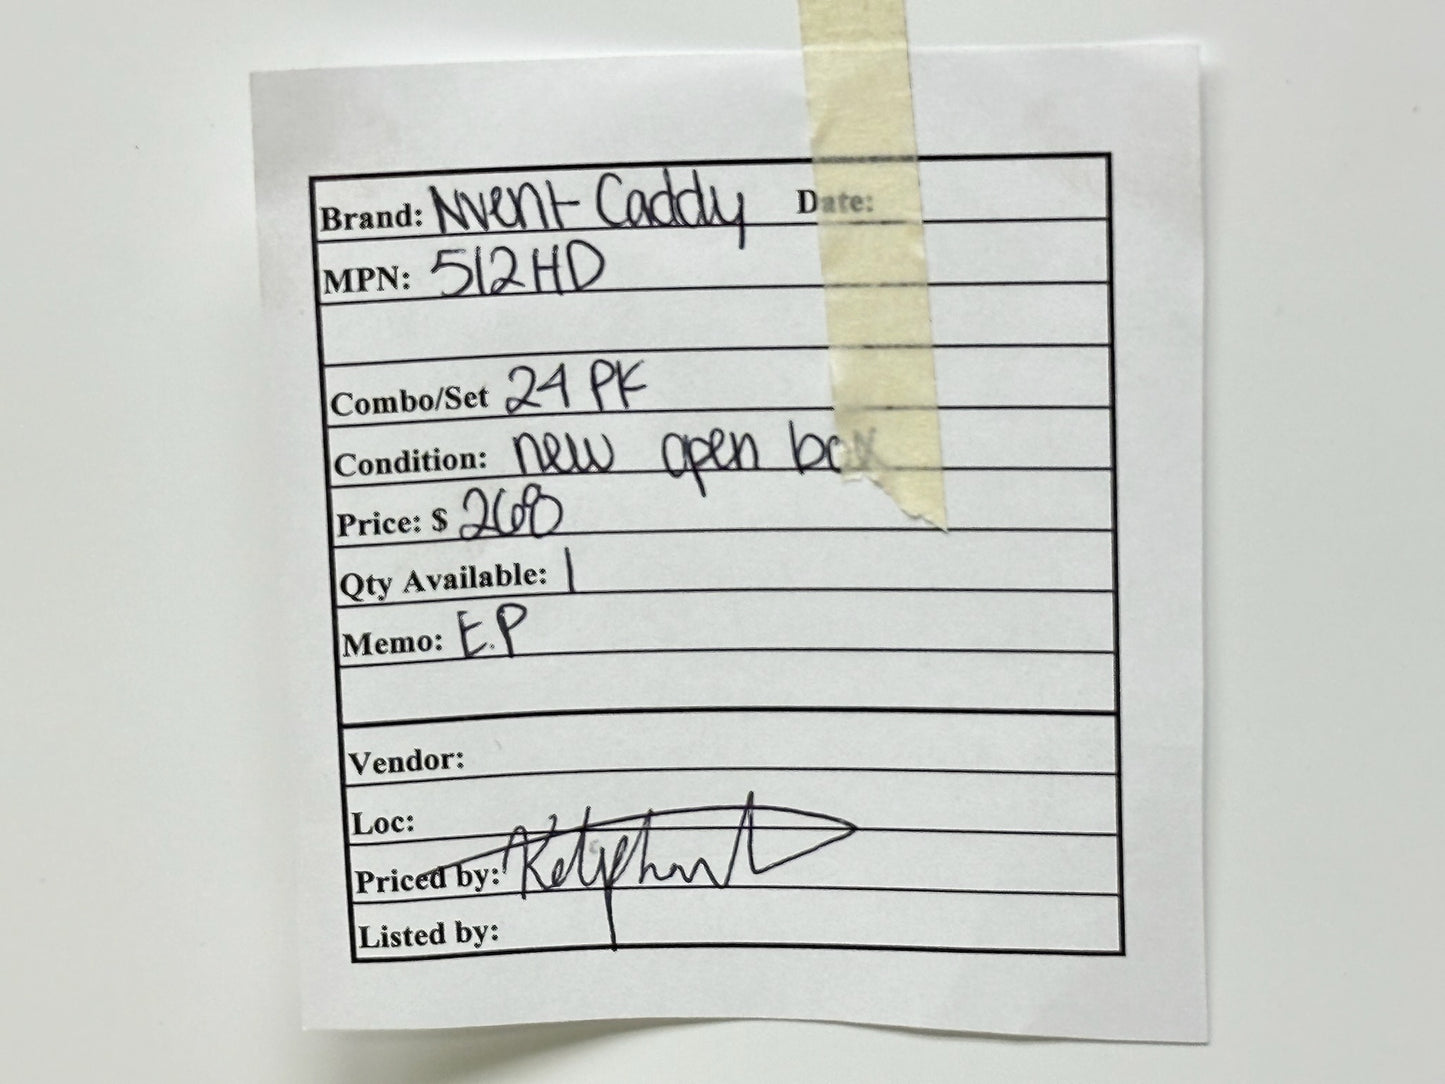 Brand: Nvent Caddy Date:
MPN: 512HD
Combo/Set 24 PK
Condition: new open box
Price: $ 268
Qty Available: 1
Memo: E.P
Vendor:
Loc:
Priced by:
Listed by: